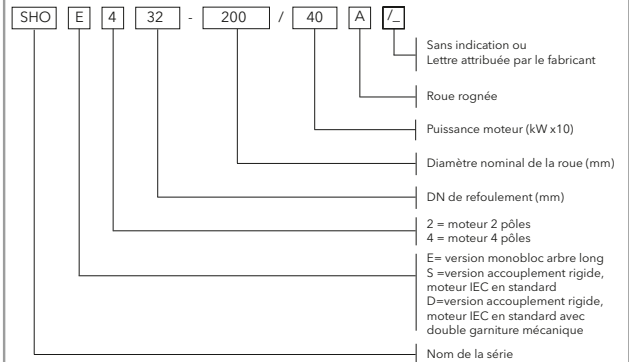 SHO E 4 32 - 200 / 40 A /_
Sans indication ou
Lettre attribuée par le fabricant
Roue rognée
Puissance moteur (kW x10)
Diamètre nominal de la roue (mm)
DN de refoulement (mm)
2 = moteur 2 pôles
4 = moteur 4 pôles
E= version monobloc arbre long
S =version accouplement rigide,
moteur IEC en standard
D=version accouplement rigide,
moteur IEC en standard avec
double garniture mécanique
Nom de la série